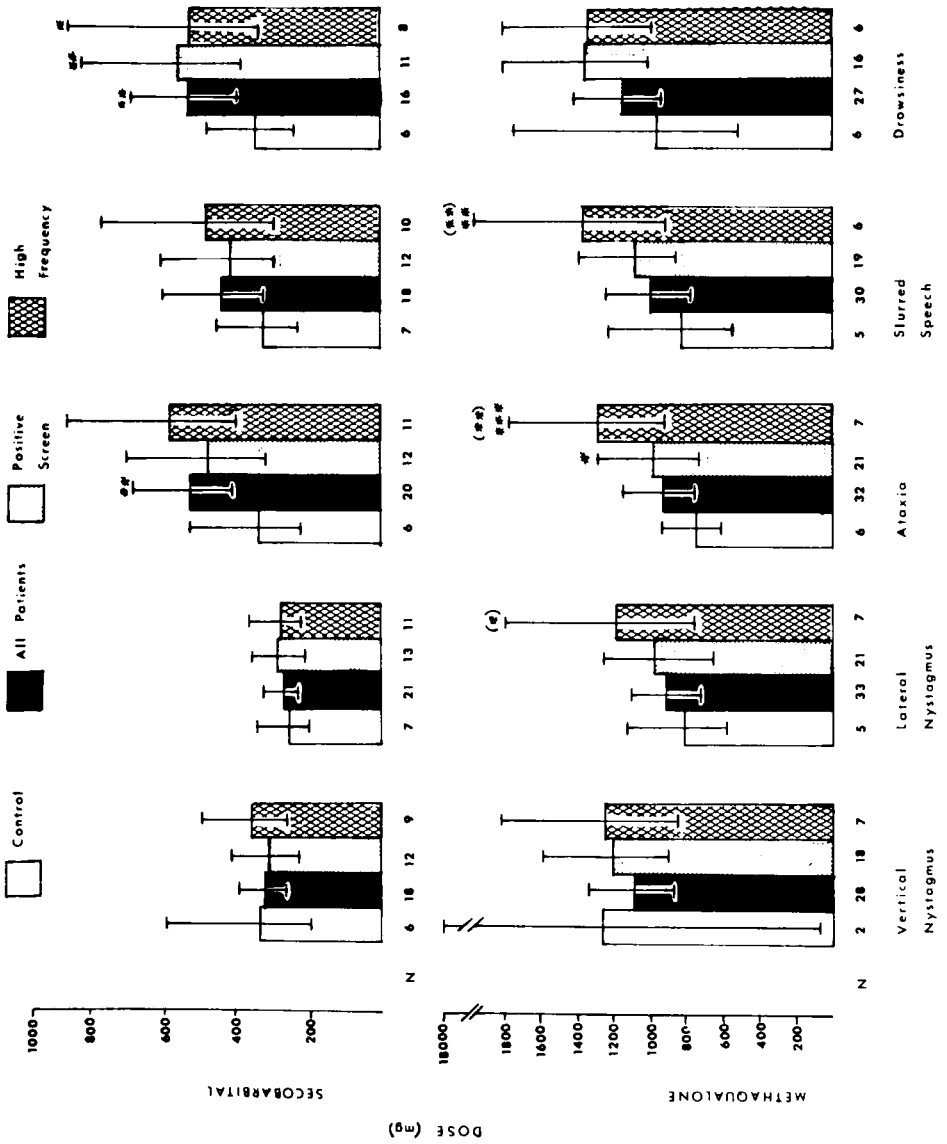 Control
All Patients
Positive Screen
High Frequency
DOSE (mg)
SECOBARBITAL
1000
800
600
400
200
** ** ** *
N 6 18 12 9 7 21 13 11 6 20 12 11 7 18 12 10 6 16 11 8
METHAQUALONE
18000
1600
1400
1200
1000
800
600
400
200
(*)
* (**) ***
(**) **
N 2 28 18 7 5 33 21 7 6 32 21 7 5 30 19 6 6 27 16 6
Vertical Nystagmus
Lateral Nystagmus
Ataxia
Slurred Speech
Drowsiness